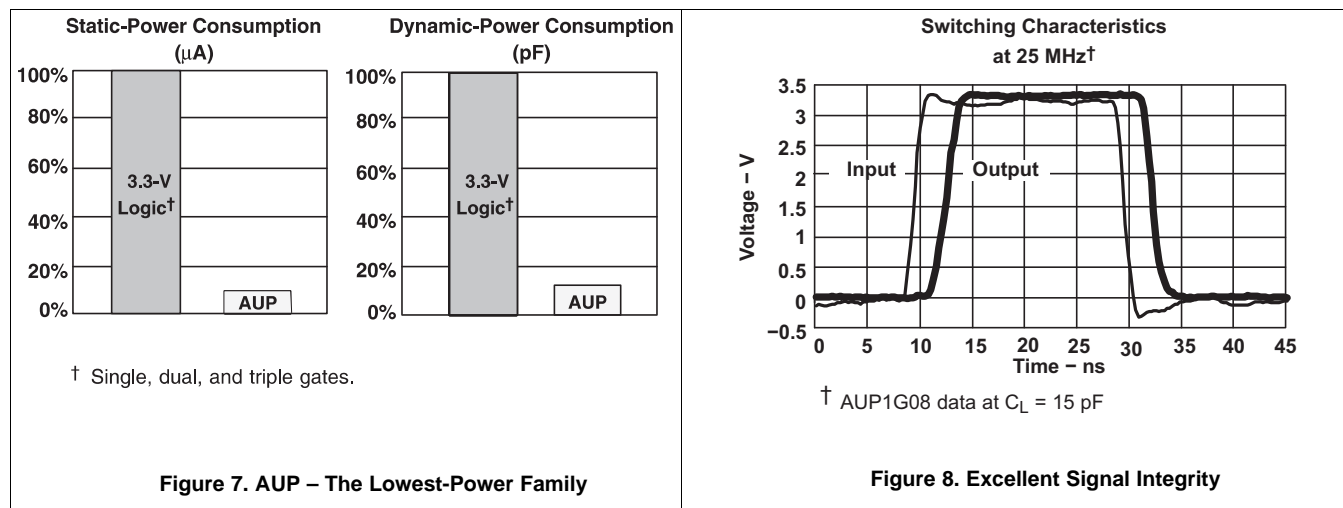 Static-Power Consumption
(μA)
100%
80%
60%
40%
20%
0%
3.3-V
Logic†
AUP
Dynamic-Power Consumption
(pF)
100%
80%
60%
40%
20%
0%
3.3-V
Logic†
AUP
† Single, dual, and triple gates.
Figure 7. AUP – The Lowest-Power Family
Switching Characteristics
at 25 MHz†
Voltage – V
3.5
3
2.5
2
1.5
1
0.5
0
−0.5
Input
Output
0 5 10 15 20 25 30 35 40 45
Time – ns
† AUP1G08 data at CL = 15 pF
Figure 8. Excellent Signal Integrity